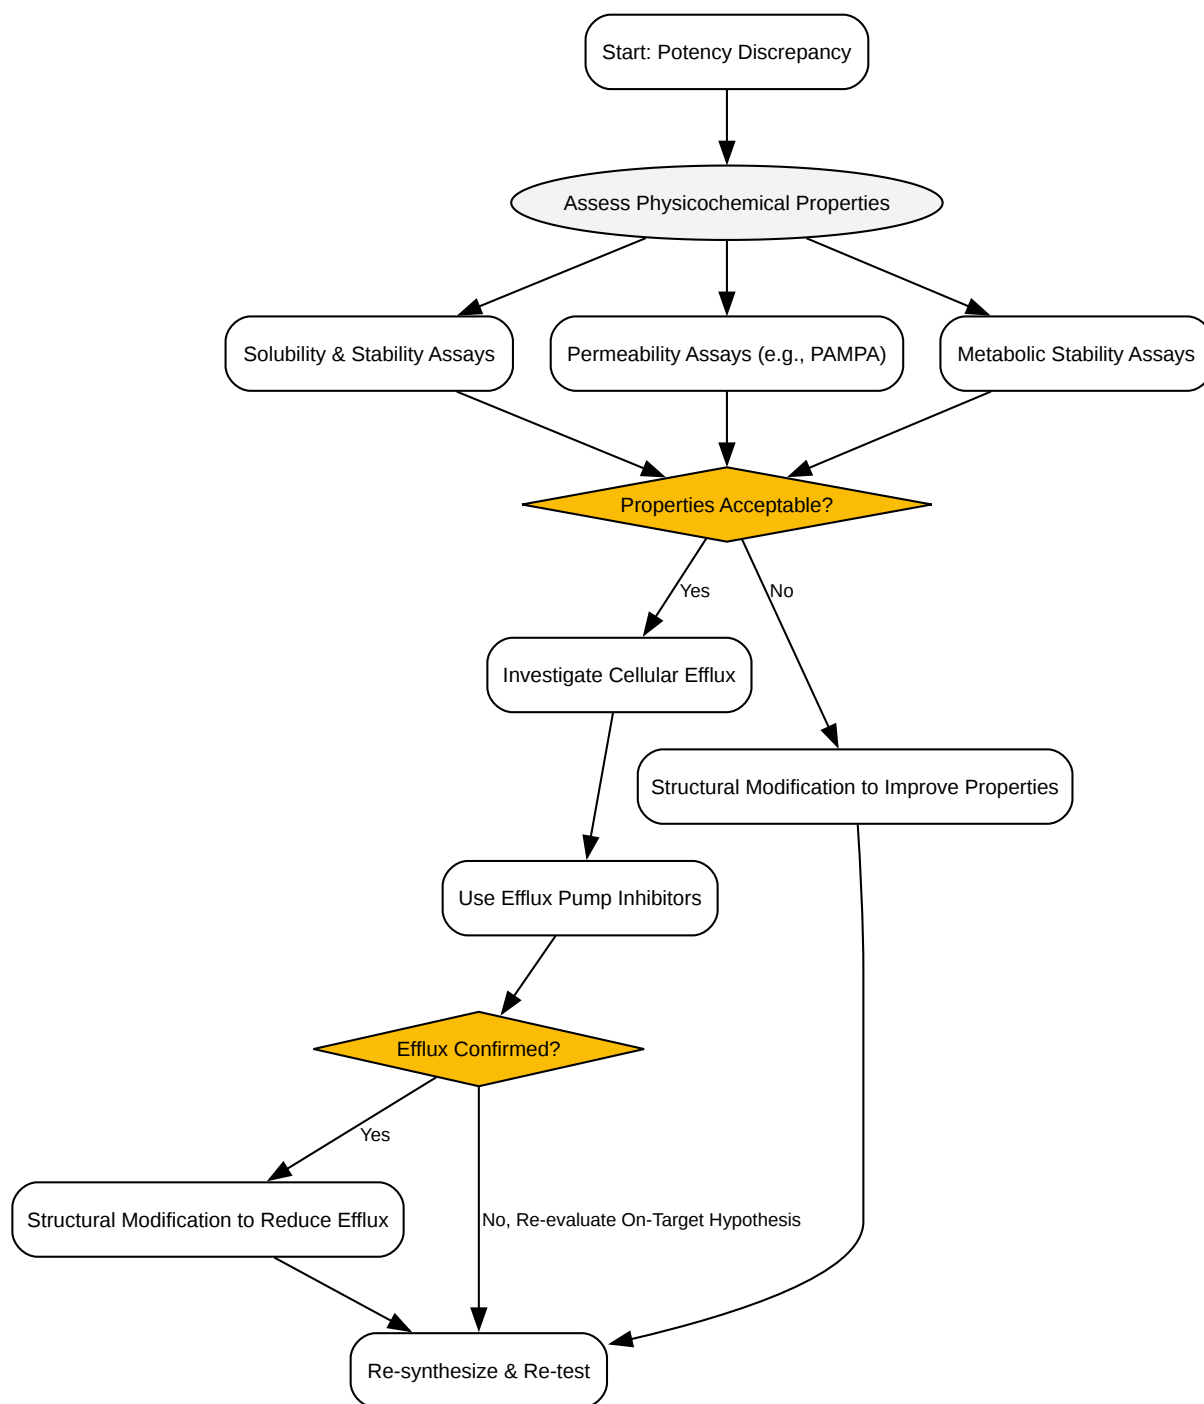 Start: Potency Discrepancy
Assess Physicochemical Properties
Solubility & Stability Assays
Permeability Assays (e.g., PAMPA)
Metabolic Stability Assays
Properties Acceptable?
Yes
No
Investigate Cellular Efflux
Structural Modification to Improve Properties
Use Efflux Pump Inhibitors
Efflux Confirmed?
Yes
Structural Modification to Reduce Efflux
No, Re-evaluate On-Target Hypothesis
Re-synthesize & Re-test